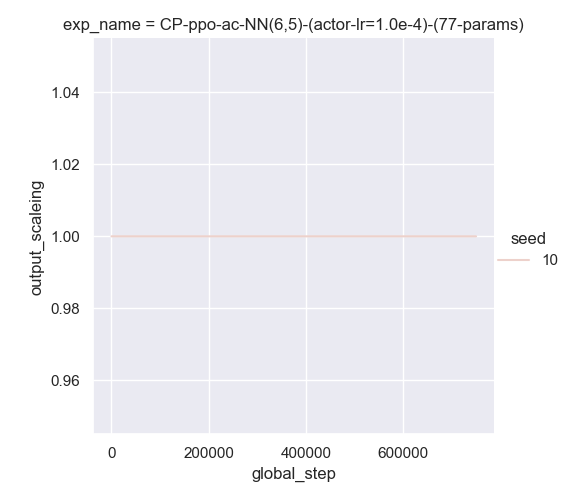 exp_name = CP-ppo-ac-NN(6,5)-(actor-lr=1.0e-4)-(77-params)
1.04
1.02
1.00
0.98
0.96
output_scaleing
seed
10
0
200000
400000
600000
global_step